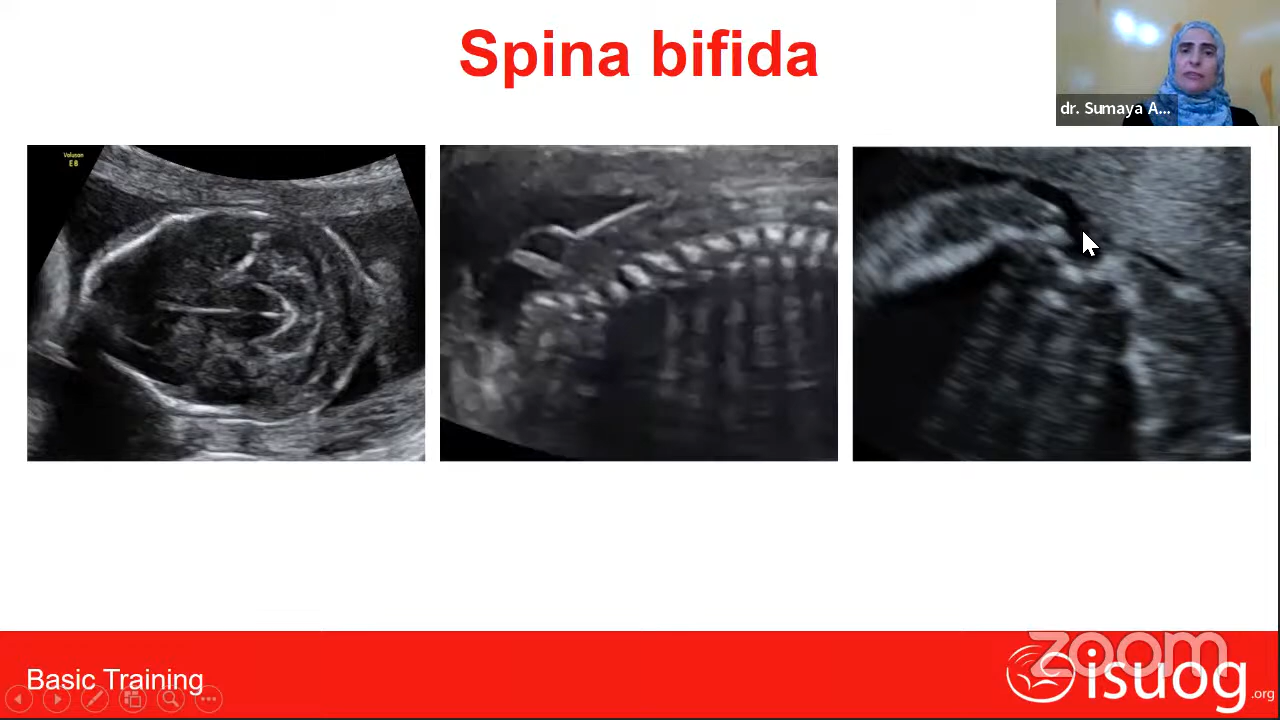 Spina bifida
dr. Sumaya A...
Voluson
E8
Basic Training
zoom
isuog.org